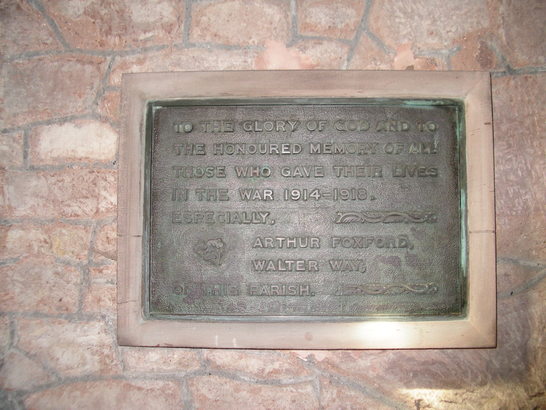 TO THE GLORY OF GOD AND TO
THE HONOURED MEMORY OF ALL
THOSE WHO GAVE THEIR LIVES
IN THE WAR 1914-1918.
ESPECIALLY,
ARTHUR FOXFORD,
WALTER WAY,
OF THIS PARISH.